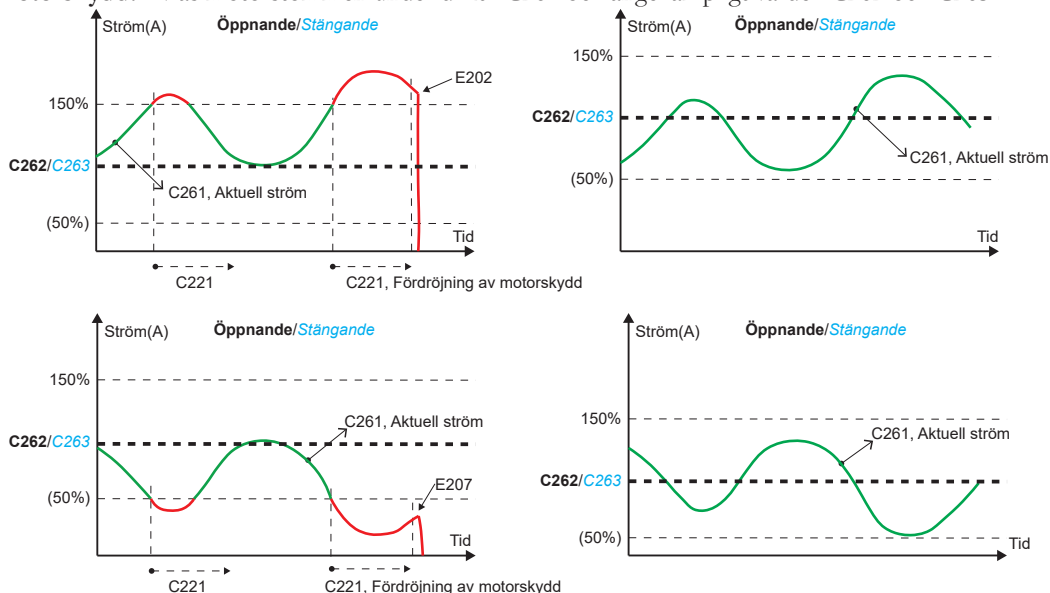 Ström(A) Öppnande/Stängande
E202
150%
C262/C263
C261, Aktuell ström
(50%)
Tid
C221 C221, Fördröjning av motorskydd
Ström(A) Öppnande/Stängande
150%
C262/C263
C261, Aktuell ström
(50%)
Tid
Ström(A) Öppnande/Stängande
150%
C261, Aktuell ström
C262/C263
(50%)
E207
Tid
C221 C221, Fördröjning av motorskydd
Ström(A) Öppnande/Stängande
150%
C261, Aktuell ström
C262/C263
(50%)
Tid